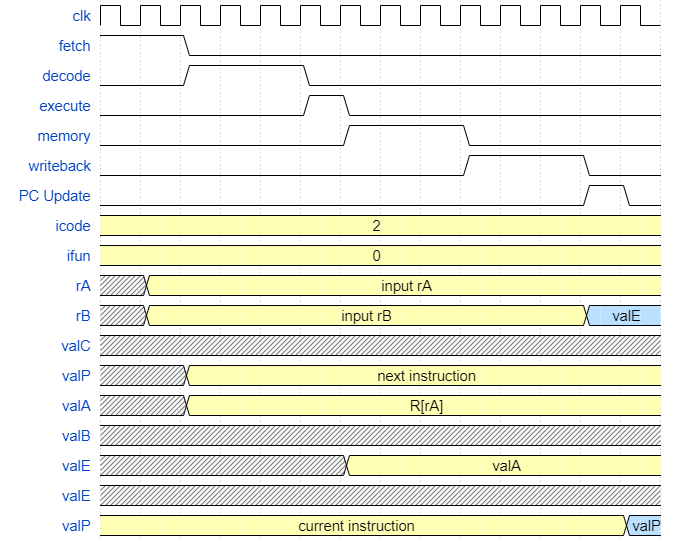 clk
fetch
decode
execute
memory
writeback
PC Update
icode 2
ifun 0
rA input rA
rB input rB valE
valC
valP next instruction
valA R[rA]
valB
valE valA
valE
valP current instruction valP